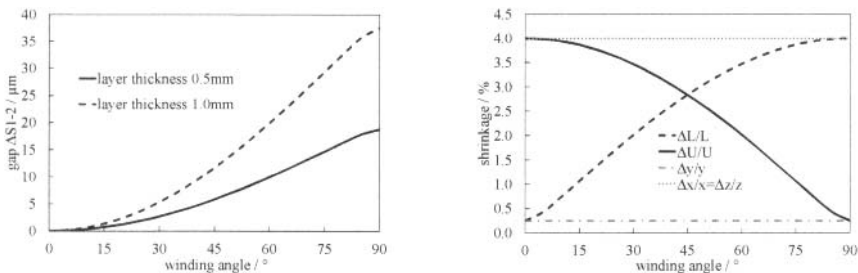 40
35
30
25
20
15
10
5
0
gap ΔS1-2 / μm
layer thickness 0.5mm
layer thickness 1.0mm
0 15 30 45 60 75 90
winding angle / °
4.5
4.0
3.5
3.0
2.5
2.0
1.5
1.0
0.5
0.0
shrinkage / %
ΔL/L
ΔU/U
Δy/y
Δx/x=Δz/z
0 15 30 45 60 75 90
winding angle / °